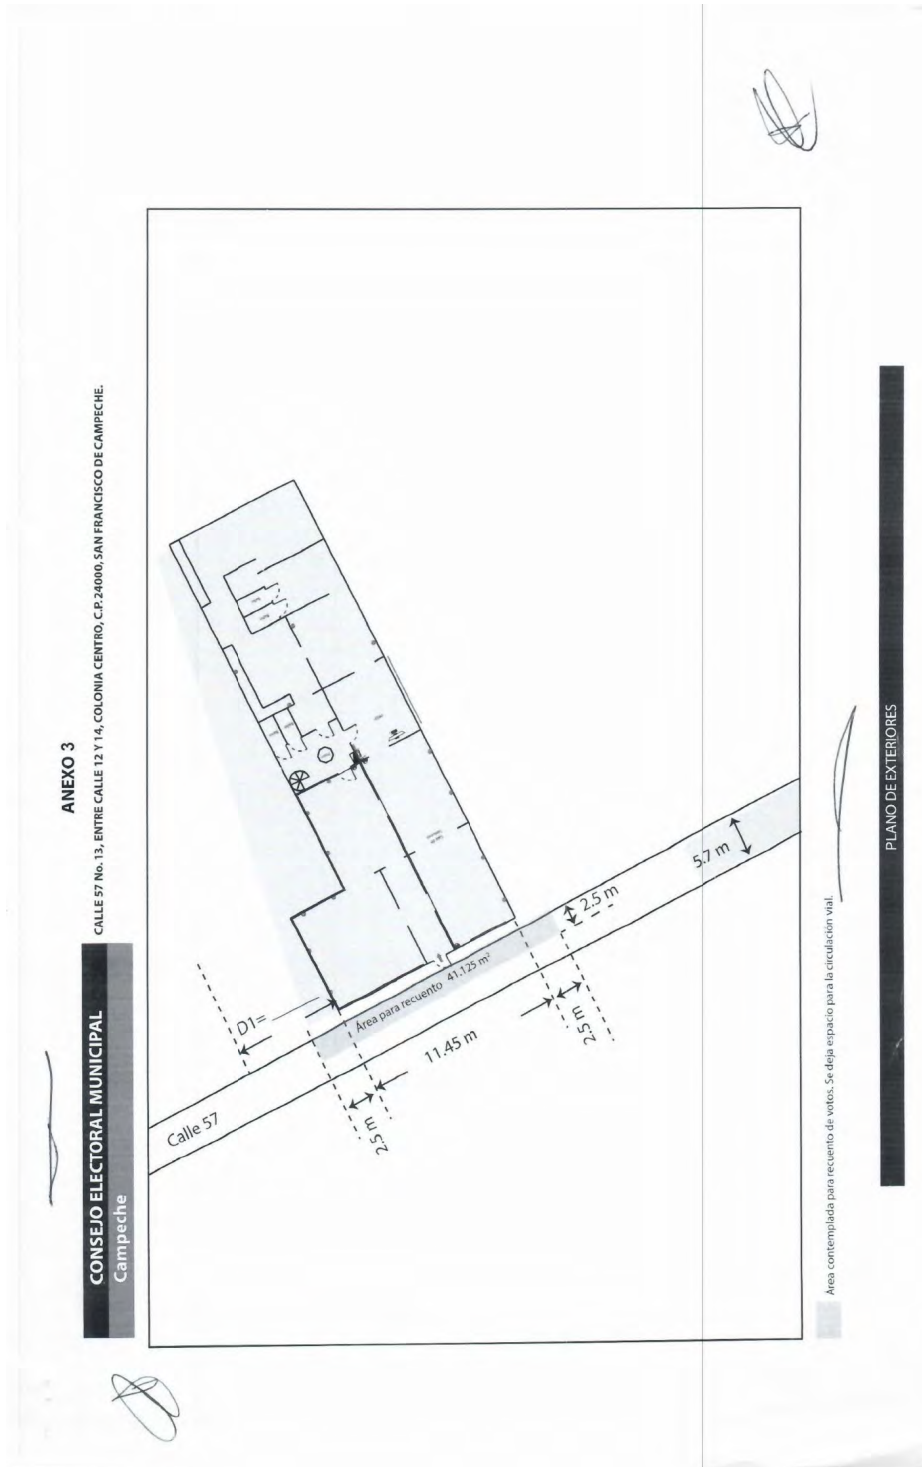 ANEXO 3
CONSEJO ELECTORAL MUNICIPAL
Campeche
CALLE 57 No. 13, ENTRE CALLE 12 Y 14, COLONIA CENTRO, C.P. 24000, SAN FRANCISCO DE CAMPECHE.
Calle 57
D1=
Área para recuento 41.125 m²
2.5 m
11.45 m
2.5 m
2.5 m
5.7 m
Área contemplada para recuento de votos. Se deja espacio para la circulación vial.
PLANO DE EXTERIORES